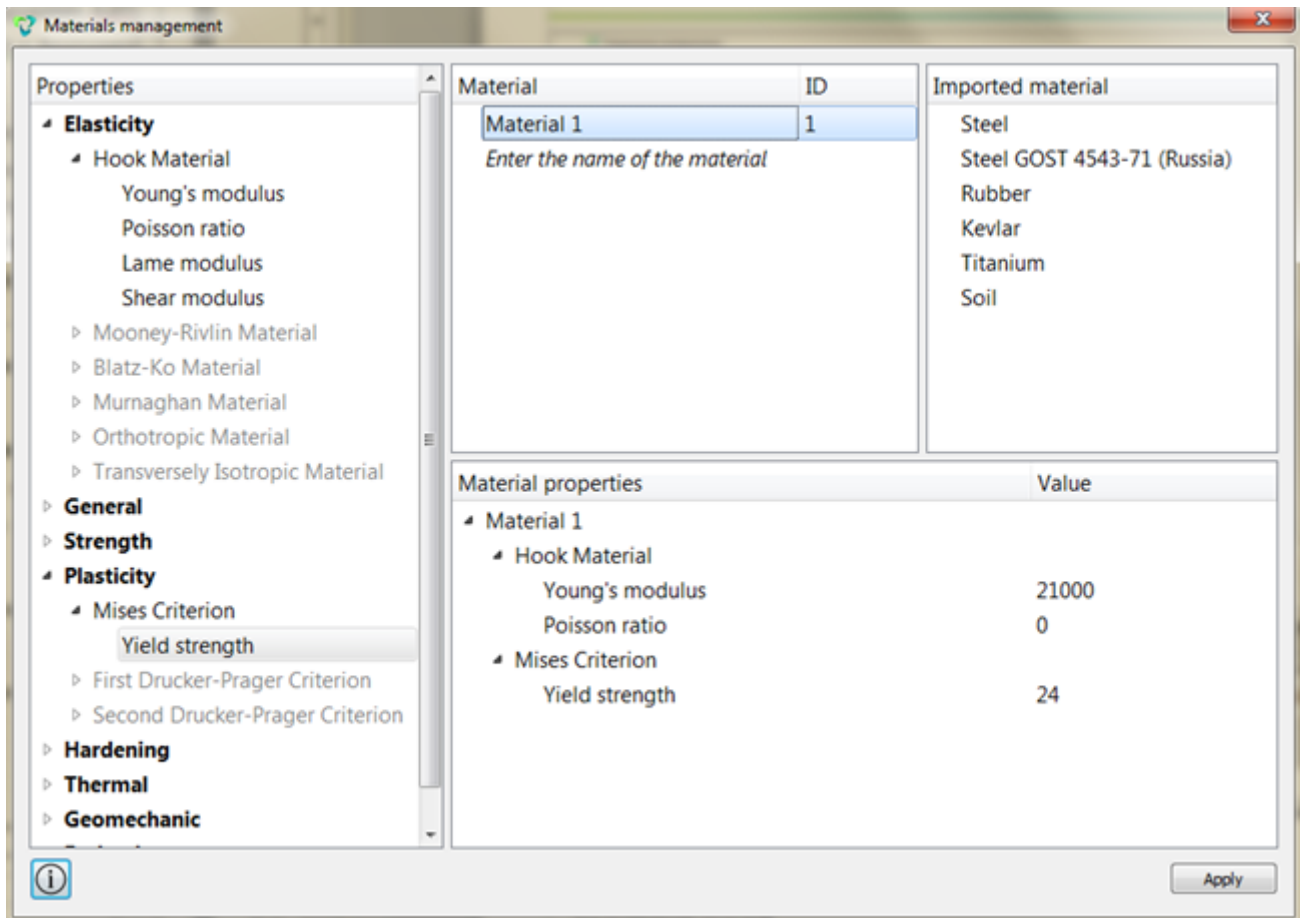 Materials management
Properties
Elasticity
Hook Material
Young's modulus
Poisson ratio
Lame modulus
Shear modulus
Mooney-Rivlin Material
Blatz-Ko Material
Murnaghan Material
Orthotropic Material
Transversely Isotropic Material
General
Strength
Plasticity
Mises Criterion
Yield strength
First Drucker-Prager Criterion
Second Drucker-Prager Criterion
Hardening
Thermal
Geomechanic
Material ID
Material 1 1
Enter the name of the material
Imported material
Steel
Steel GOST 4543-71 (Russia)
Rubber
Kevlar
Titanium
Soil
Material properties Value
Material 1
Hook Material
Young's modulus 21000
Poisson ratio 0
Mises Criterion
Yield strength 24
Apply